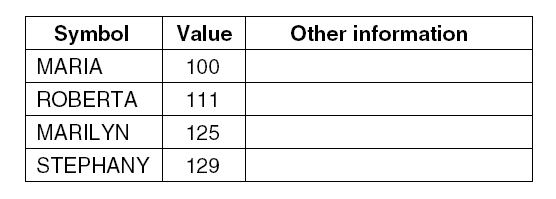 Symbol Value Other information
MARIA 100
ROBERTA 111
MARILYN 125
STEPHANY 129